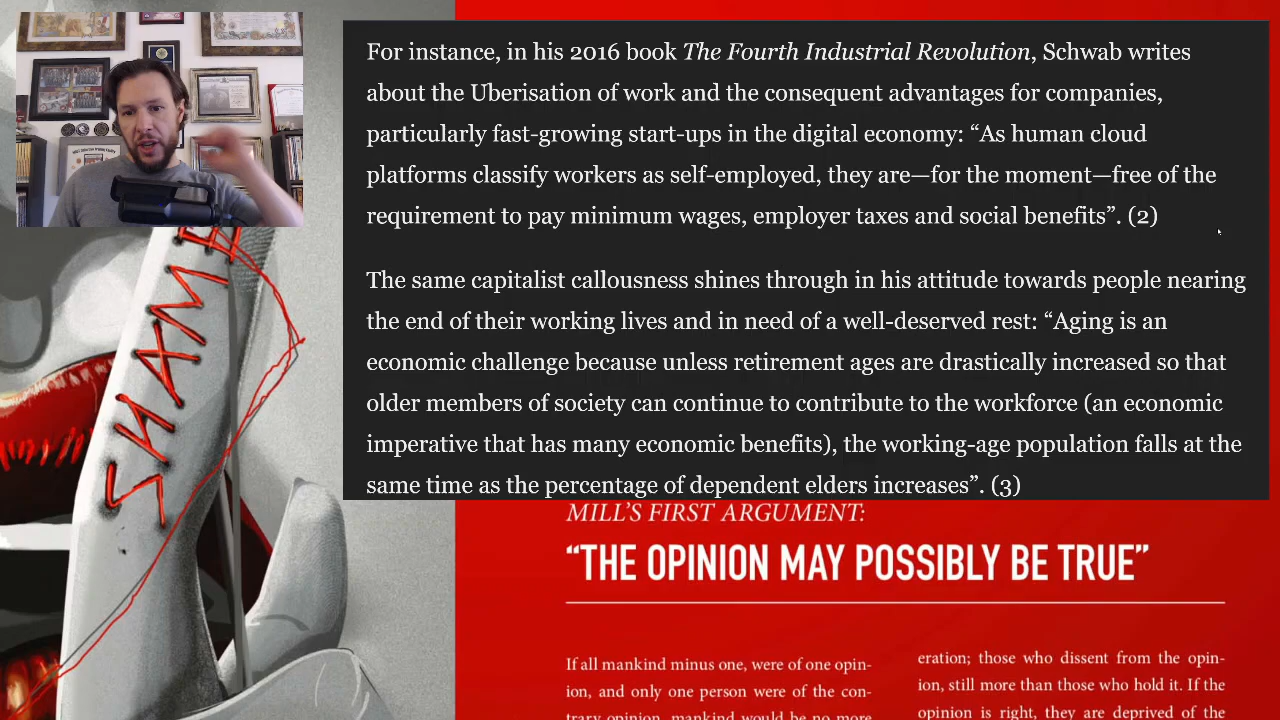 For instance, in his 2016 book The Fourth Industrial Revolution, Schwab writes
about the Uberisation of work and the consequent advantages for companies,
particularly fast-growing start-ups in the digital economy: “As human cloud
platforms classify workers as self-employed, they are—for the moment—free of the
requirement to pay minimum wages, employer taxes and social benefits”. (2)
The same capitalist callousness shines through in his attitude towards people nearing
the end of their working lives and in need of a well-deserved rest: “Aging is an
economic challenge because unless retirement ages are drastically increased so that
older members of society can continue to contribute to the workforce (an economic
imperative that has many economic benefits), the working-age population falls at the
same time as the percentage of dependent elders increases”. (3)
SHAME
MILL’S FIRST ARGUMENT:
“THE OPINION MAY POSSIBLY BE TRUE”
If all mankind minus one, were of one opin-
ion, and only one person were of the con-
trary opinion, mankind would be no more
eration; those who dissent from the opin-
ion, still more than those who hold it. If the
opinion is right, they are deprived of the